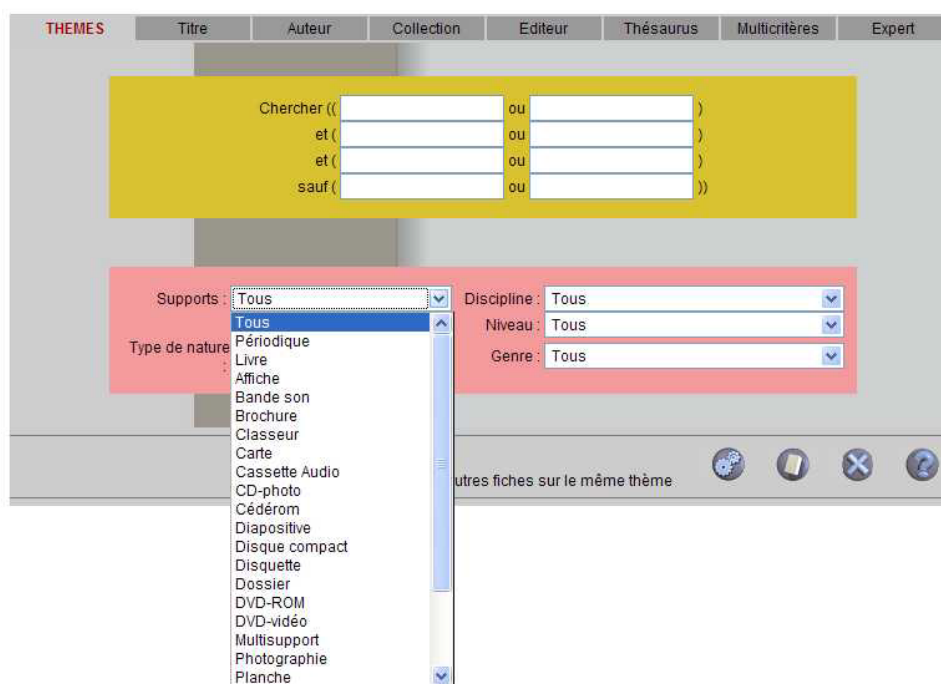 THEMES Titre Auteur Collection Editeur Thésaurus Multicritères Expert
Chercher (( ou )
et ( ou )
et ( ou )
sauf ( ou ))
Supports : Tous Discipline : Tous
Niveau : Tous
Type de nature : Genre : Tous
Tous
Périodique
Livre
Affiche
Bande son
Brochure
Classeur
Carte
Cassette Audio
CD-photo
Cédérom
Diapositive
Disque compact
Disquette
Dossier
DVD-ROM
DVD-vidéo
Multisupport
Photographie
Planche
utres fiches sur le même thème
?